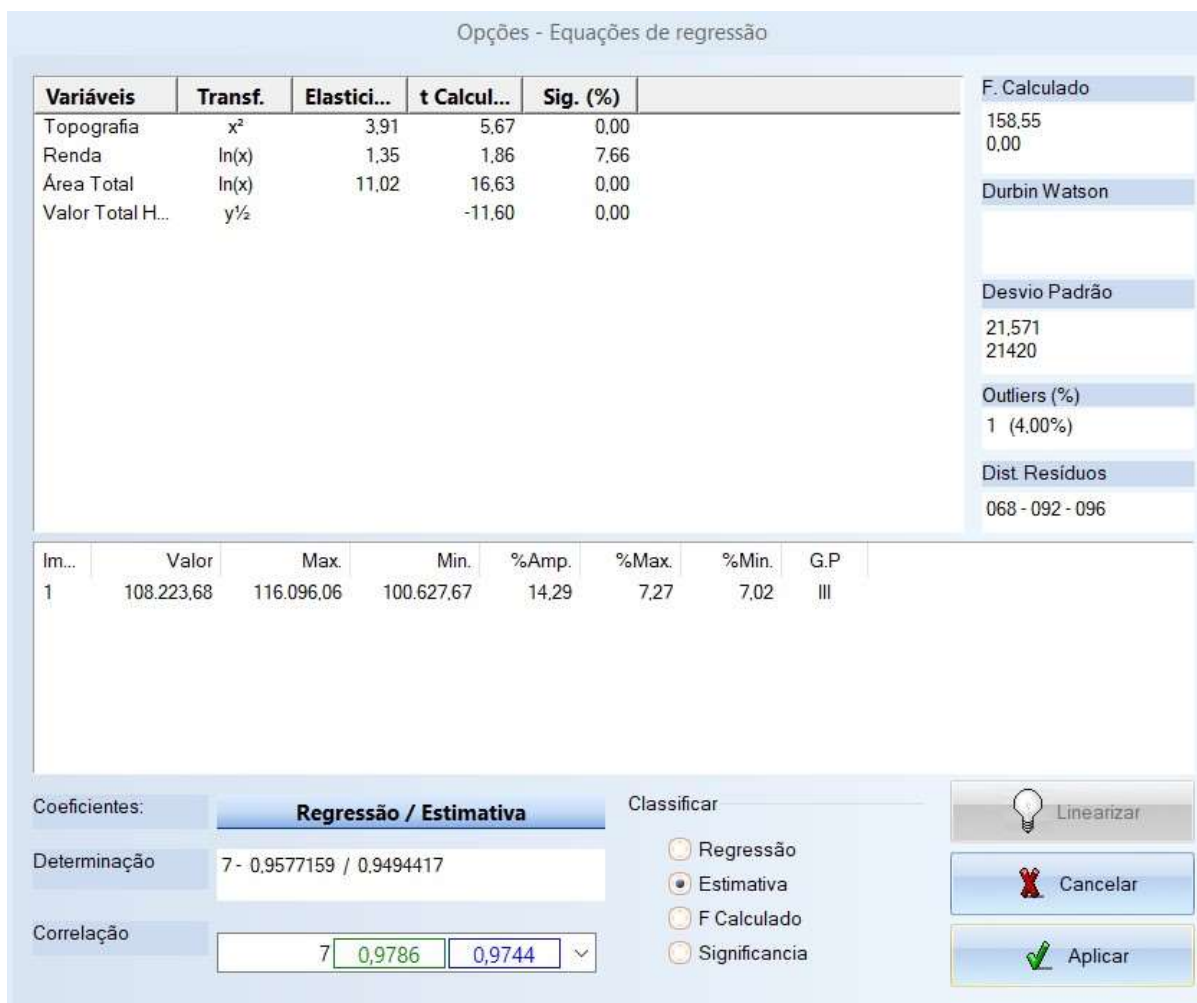 Opções - Equações de regressão
Variáveis Transf. Elastici... t Calcul... Sig. (%)
Topografia x² 3,91 5,67 0,00
Renda ln(x) 1,35 1,86 7,66
Área Total ln(x) 11,02 16,63 0,00
Valor Total H... y½ -11,60 0,00
F. Calculado
158,55
0,00
Durbin Watson
Desvio Padrão
21,571
21420
Outliers (%)
1 (4,00%)
Dist. Resíduos
068 - 092 - 096
Im... Valor Max. Min. %Amp. %Max. %Min. G.P
1 108.223,68 116.096,06 100.627,67 14,29 7,27 7,02 III
Coeficientes: Regressão / Estimativa
Determinação 7 - 0,9577159 / 0,9494417
Correlação 7 0,9786 0,9744
Classificar
Regressão
Estimativa
F Calculado
Significancia
Linearizar
Cancelar
Aplicar